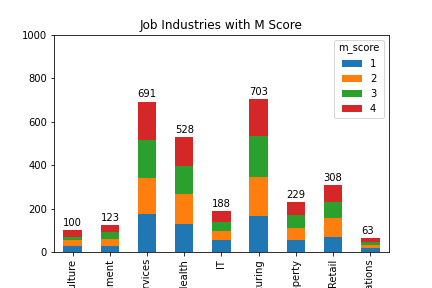 Job Industries with M Score
1000
800
600
400
200
0
m_score
1
2
3
4
100
123
691
528
188
703
229
308
63
ulture
ment
rvices
ealth
IT
uring
perty
Retail
ations